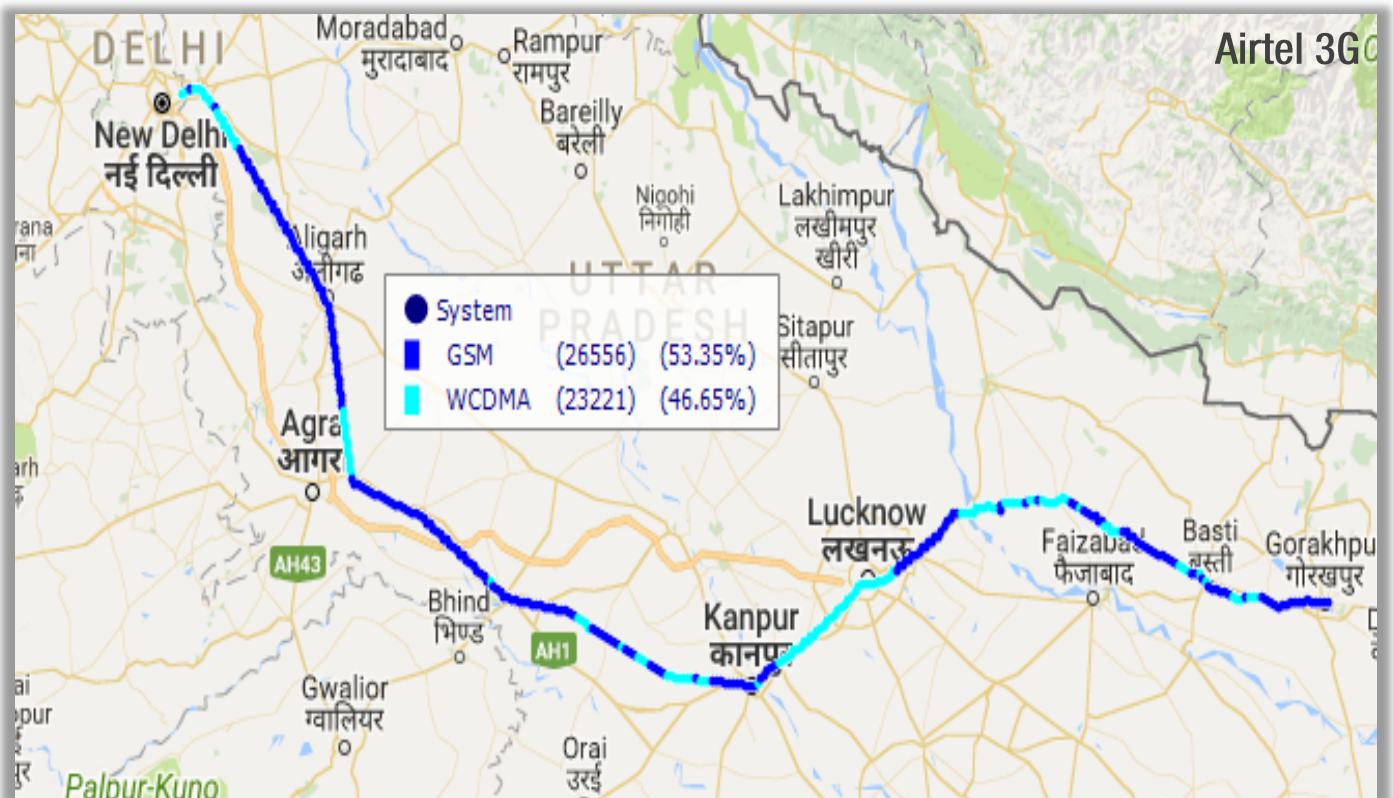 Airtel 3G
DELHI
Moradabad
मुरादाबाद
Rampur
रामपुर
New Delhi
नई दिल्ली
Bareilly
बरेली
Nigohi
निगोही
Lakhimpur
लखीमपुर
खीरी
Aligarh
UTTAR
PRADESH
System
GSM (26556) (53.35%)
WCDMA (23221) (46.65%)
Sitapur
सीतापुर
Agra
आगर
Lucknow
लखनऊ
AH43
Faizabad
फैजाबाद
Basti
बस्ती
Gorakhpu
गोरखपुर
Bhind
भिण्ड
AH1
Kanpur
कानपुर
Gwalior
ग्वालियर
Orai
उरई
Palpur-Kuno